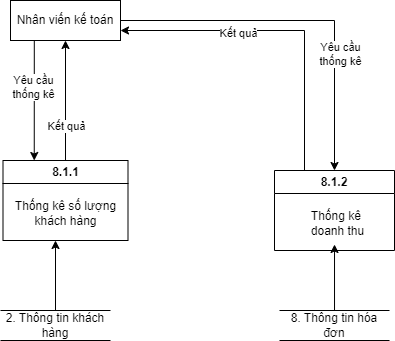 Nhân viến kế toán
Kết quả
Yêu cầu
thống kê
Yêu cầu
thống kê
Kết quả
8.1.1
Thống kê số lượng
khách hàng
8.1.2
Thống kê
doanh thu
2. Thông tin khách
hàng
8. Thông tin hóa
đơn